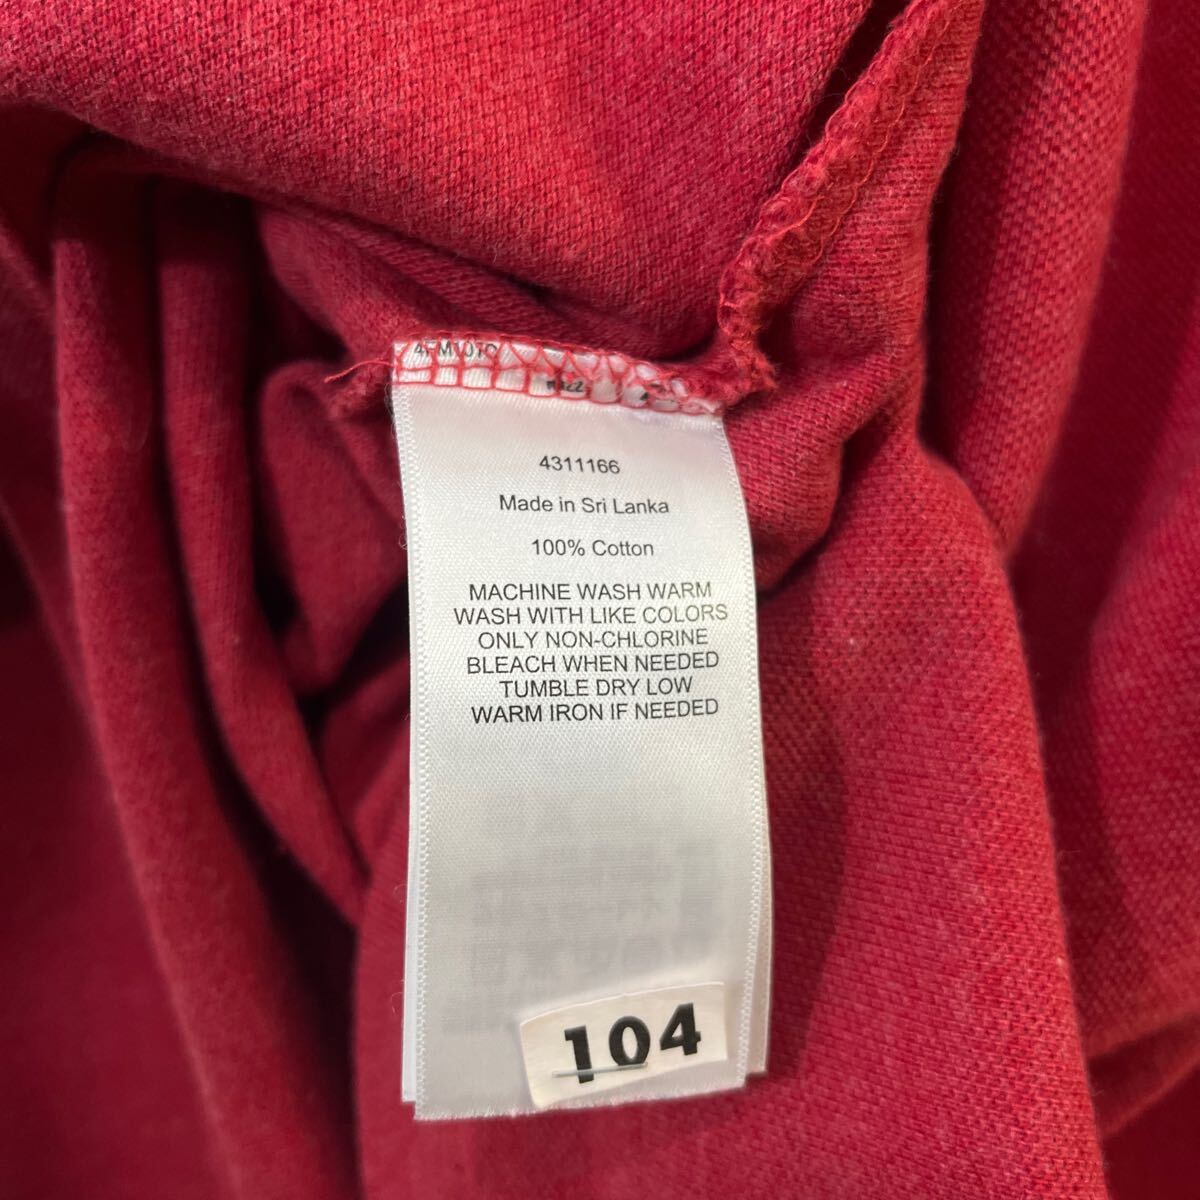 4311166
Made in Sri Lanka
100% Cotton
MACHINE WASH WARM
WASH WITH LIKE COLORS
ONLY NON-CHLORINE
BLEACH WHEN NEEDED
TUMBLE DRY LOW
WARM IRON IF NEEDED
104